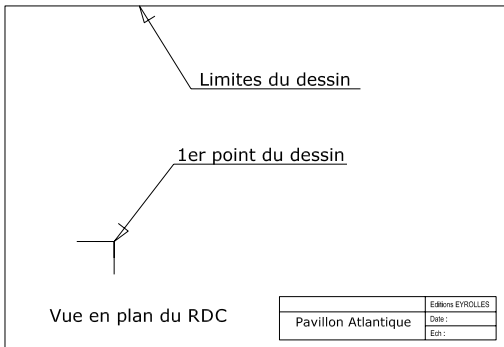 Limites du dessin
1er point du dessin
Vue en plan du RDC
Pavillon Atlantique
Editions EYROLLES
Date :
Ech :